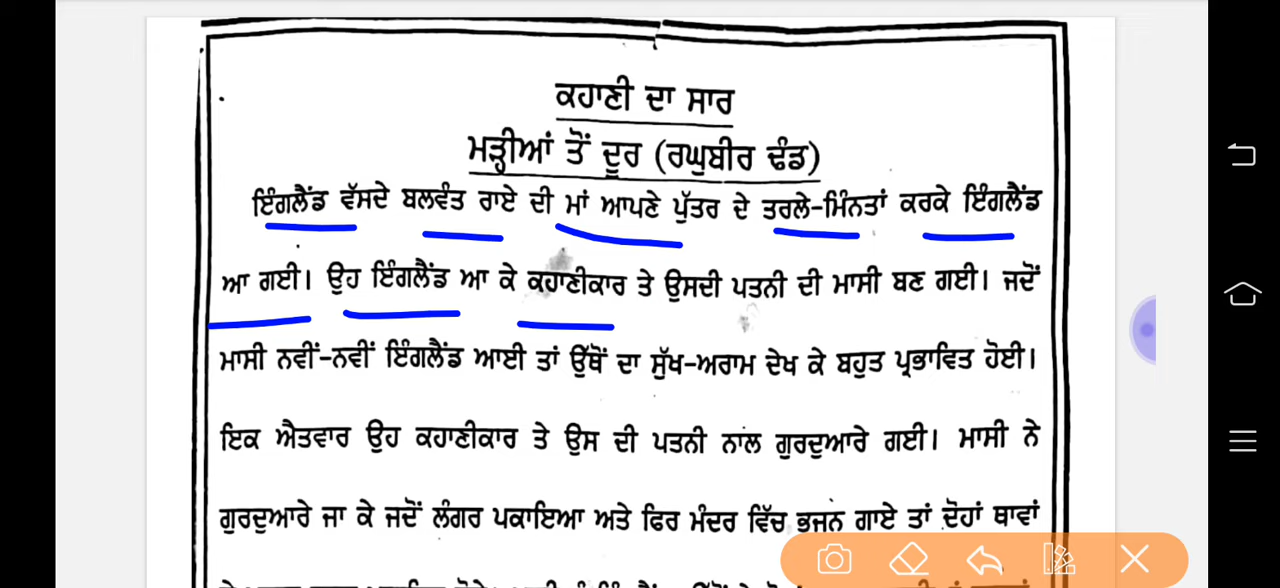 ਕਹਾਣੀ ਦਾ ਸਾਰ
ਮੜ੍ਹੀਆਂ ਤੋਂ ਦੂਰ (ਰਘੁਬੀਰ ਢੰਡ)
ਇੰਗਲੈਂਡ ਵੱਸਦੇ ਬਲਵੰਤ ਰਾਏ ਦੀ ਮਾਂ ਆਪਣੇ ਪੁੱਤਰ ਦੇ ਤਰਲੇ-ਮਿੰਨਤਾਂ ਕਰਕੇ ਇੰਗਲੈਂਡ
ਆ ਗਈ। ਉਹ ਇੰਗਲੈਂਡ ਆ ਕੇ ਕਹਾਣੀਕਾਰ ਤੇ ਉਸਦੀ ਪਤਨੀ ਦੀ ਮਾਸੀ ਬਣ ਗਈ। ਜਦੋਂ
ਮਾਸੀ ਨਵੀਂ-ਨਵੀਂ ਇੰਗਲੈਂਡ ਆਈ ਤਾਂ ਉੱਥੋਂ ਦਾ ਸੁੱਖ-ਅਰਾਮ ਦੇਖ ਕੇ ਬਹੁਤ ਪ੍ਰਭਾਵਿਤ ਹੋਈ।
ਇਕ ਐਤਵਾਰ ਉਹ ਕਹਾਣੀਕਾਰ ਤੇ ਉਸ ਦੀ ਪਤਨੀ ਨਾਲ ਗੁਰਦੁਆਰੇ ਗਈ। ਮਾਸੀ ਨੇ
ਗੁਰਦੁਆਰੇ ਜਾ ਕੇ ਜਦੋਂ ਲੰਗਰ ਪਕਾਇਆ ਅਤੇ ਫਿਰ ਮੰਦਰ ਵਿੱਚ ਭਜਨ ਗਾਏ ਤਾਂ ਦੋਹਾਂ ਥਾਵਾਂ